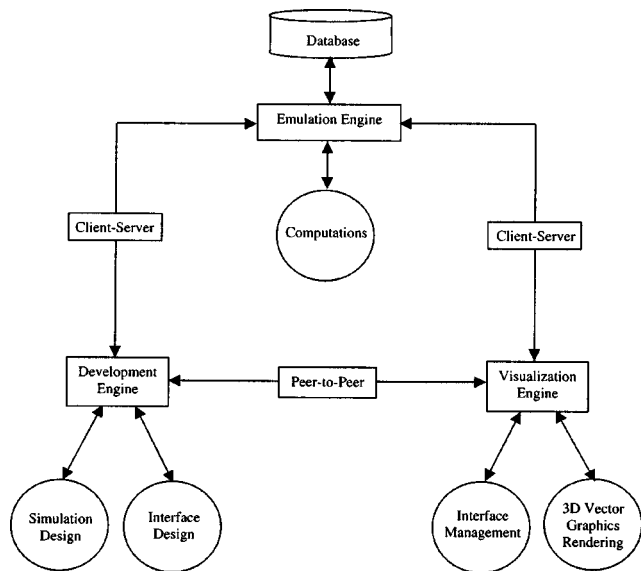 Database
Emulation Engine
Computations
Client-Server
Client-Server
Development
Engine
Peer-to-Peer
Visualization
Engine
Simulation
Design
Interface
Design
Interface
Management
3D Vector
Graphics
Rendering